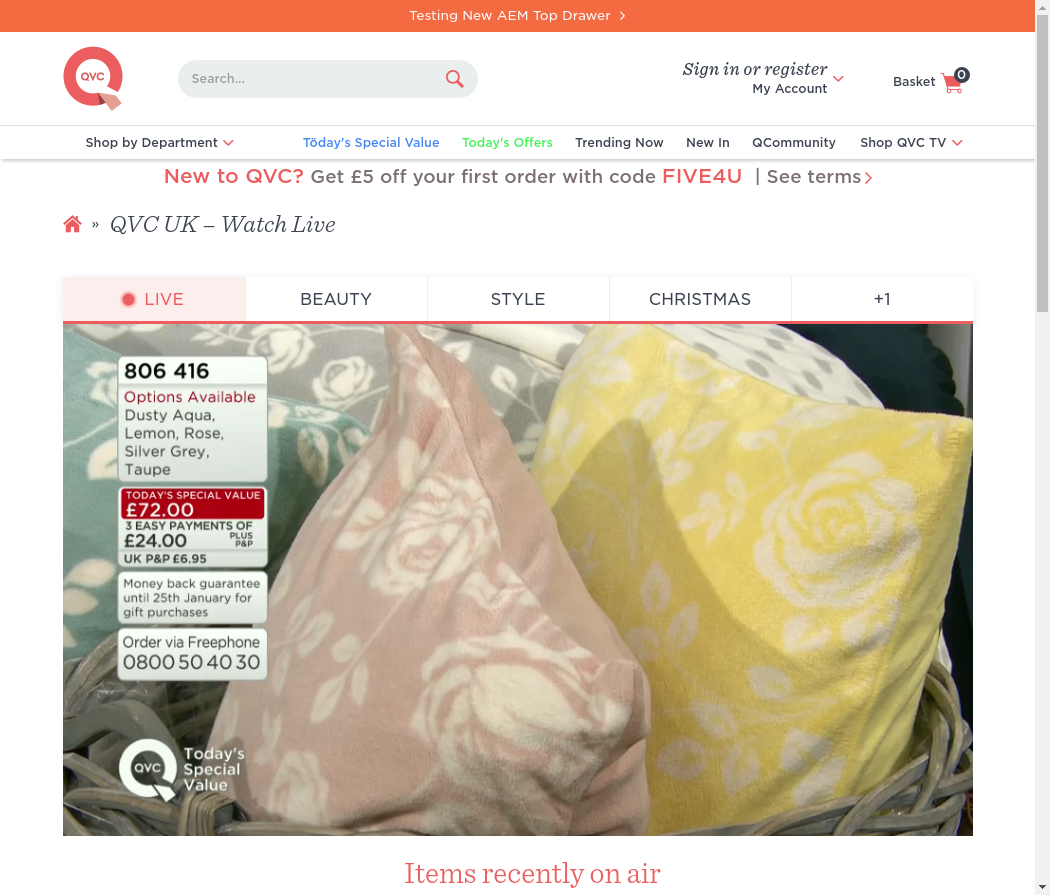 Testing New AEM Top Drawer
QVC
Search...
Sign in or register
My Account
Basket
0
Shop by Department
Töday's Special Value
Today's Offers
Trending Now
New In
QCommunity
Shop QVC TV
New to QVC? Get £5 off your first order with code FIVE4U | See terms
» QVC UK – Watch Live
LIVE
BEAUTY
STYLE
CHRISTMAS
+1
806 416
Options Available
Dusty Aqua,
Lemon, Rose,
Silver Grey,
Taupe
TODAY'S SPECIAL VALUE
£72.00
3 EASY PAYMENTS OF
£24.00 PLUS P&P
UK P&P £6.95
Money back guarantee
until 25th January for
gift purchases
Order via Freephone
0800 50 40 30
QVC
Today's
Special
Value
Items recently on air